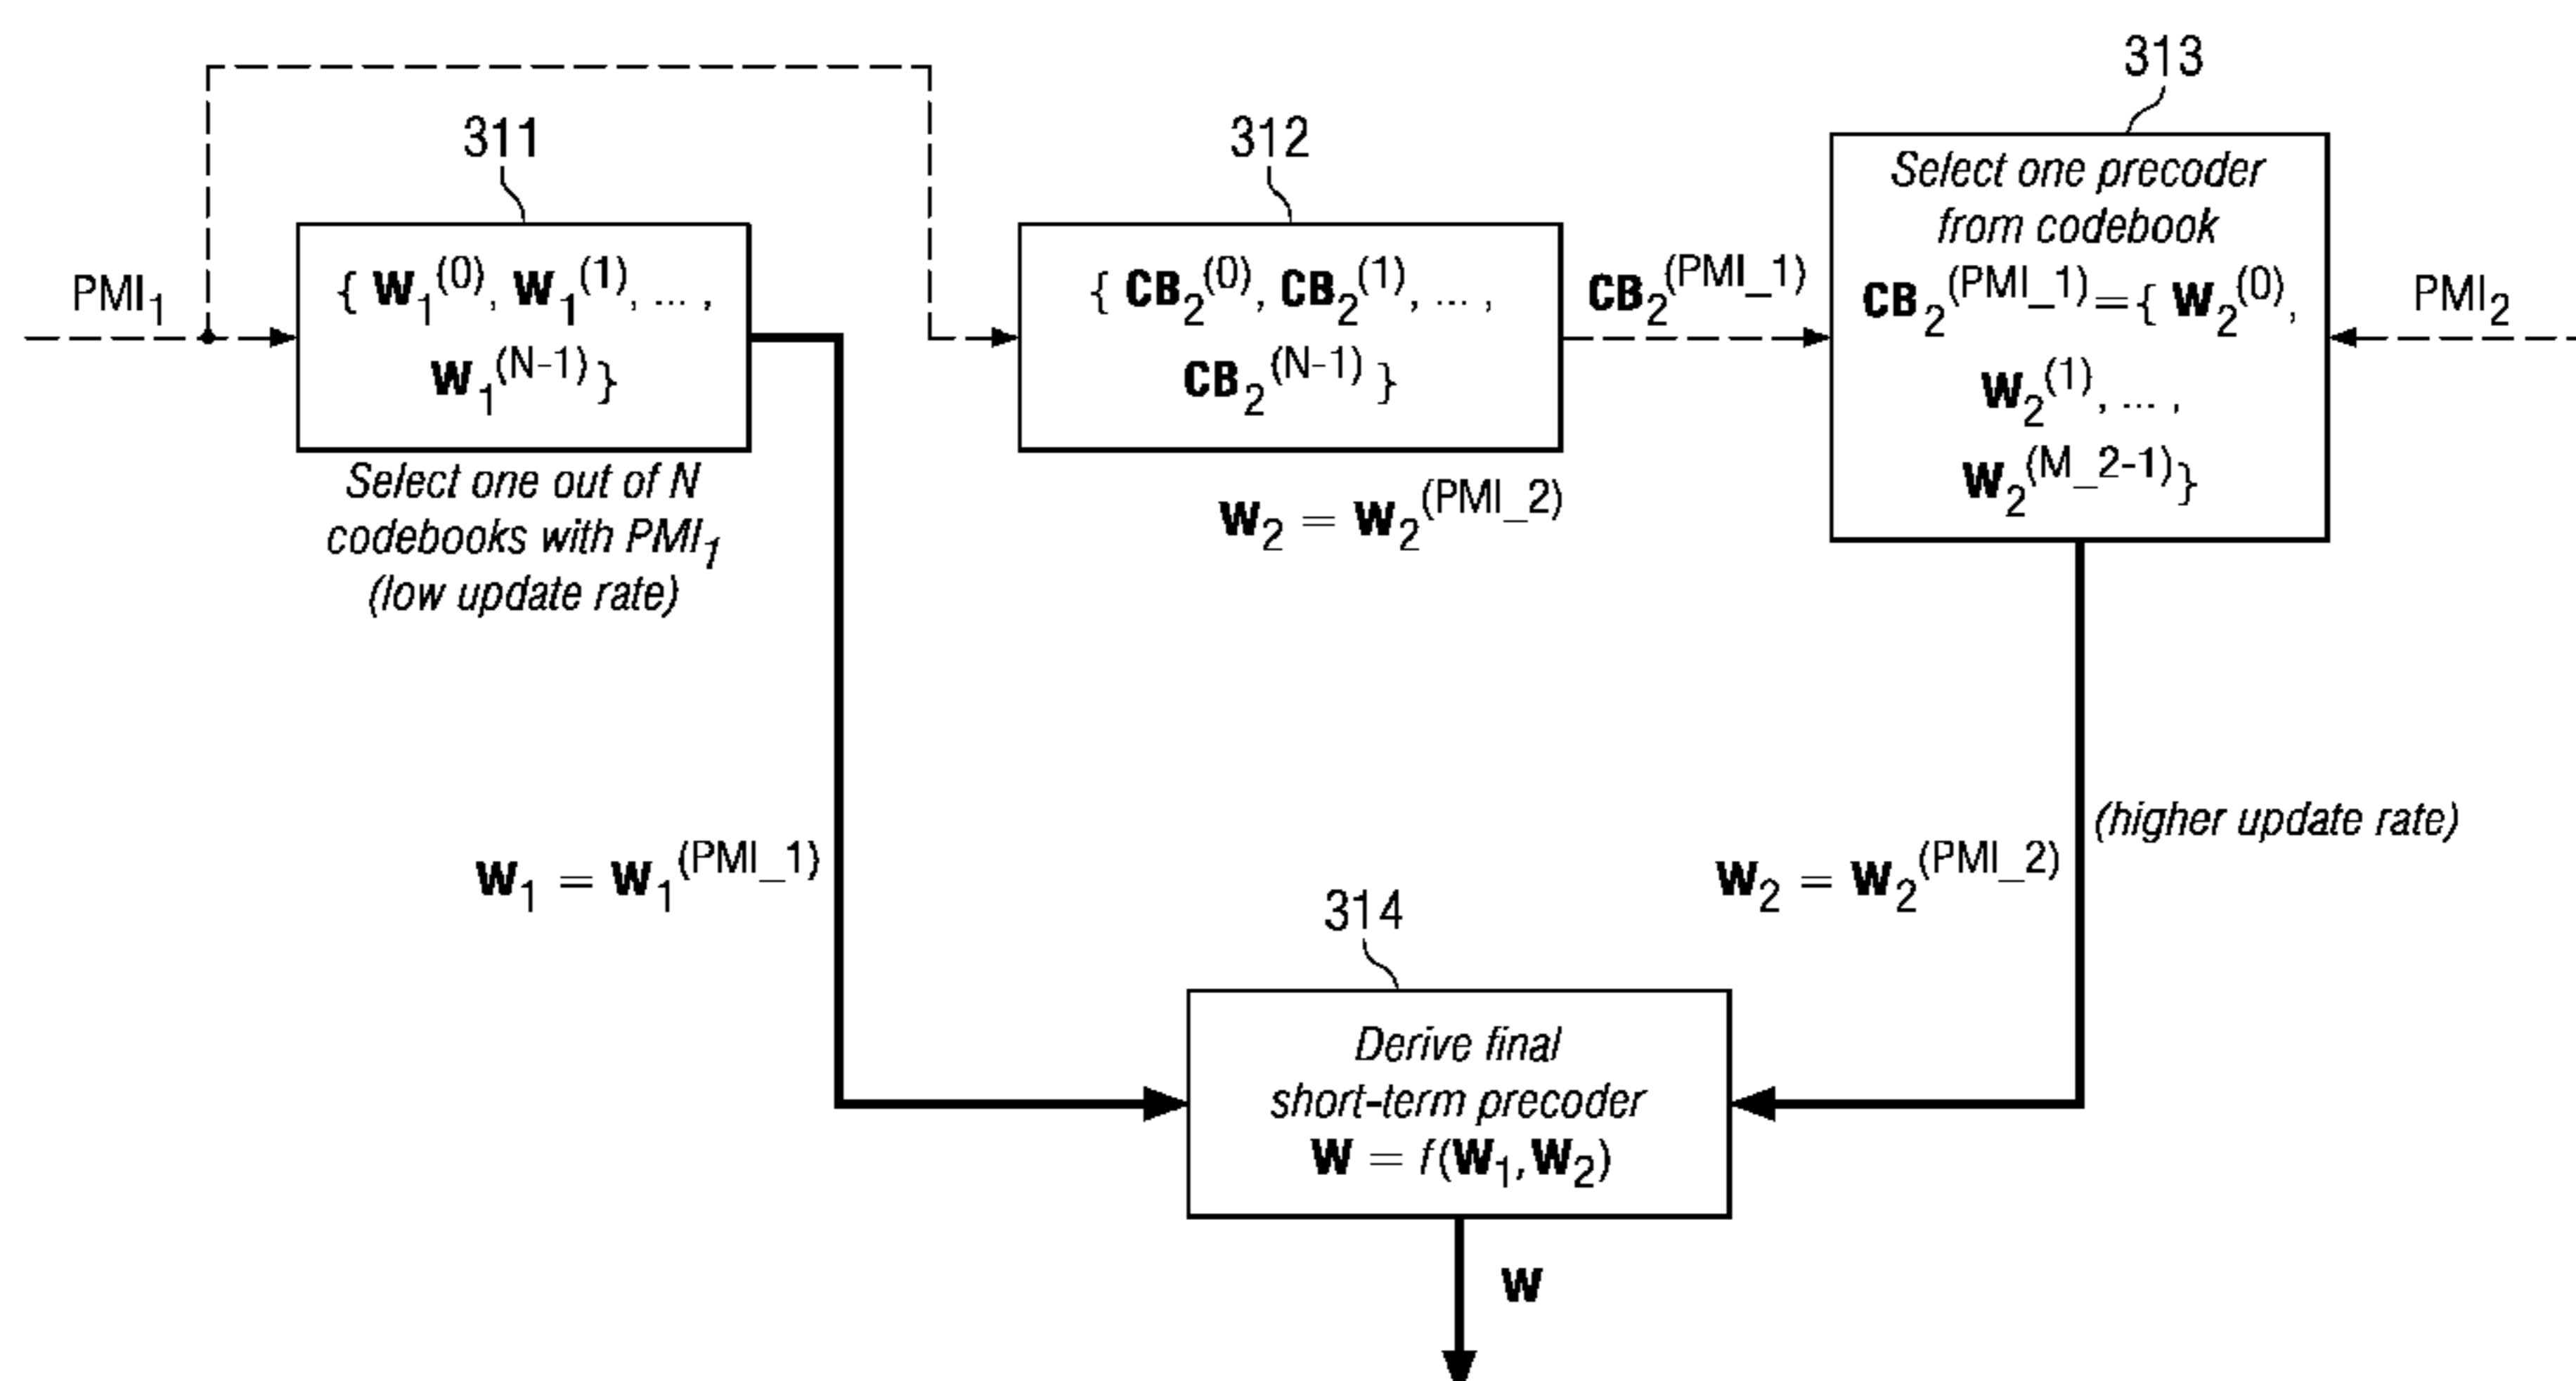 313
311
312
PMI₁
{ W₁⁽⁰⁾, W₁⁽¹⁾, ... ,
W₁⁽ᴺ⁻¹⁾ }
Select one out of N
codebooks with PMI₁
(low update rate)
{ CB₂⁽⁰⁾, CB₂⁽¹⁾, ... ,
CB₂⁽ᴺ⁻¹⁾ }
W₂ = W₂^(PMI_2)
CB₂^(PMI_1)
Select one precoder
from codebook
CB₂^(PMI_1)={ W₂⁽⁰⁾,
W₂⁽¹⁾, ... ,
W₂^(M_2-1)}
PMI₂
W₁ = W₁^(PMI_1)
(higher update rate)
W₂ = W₂^(PMI_2)
314
Derive final
short-term precoder
W = f(W₁,W₂)
W